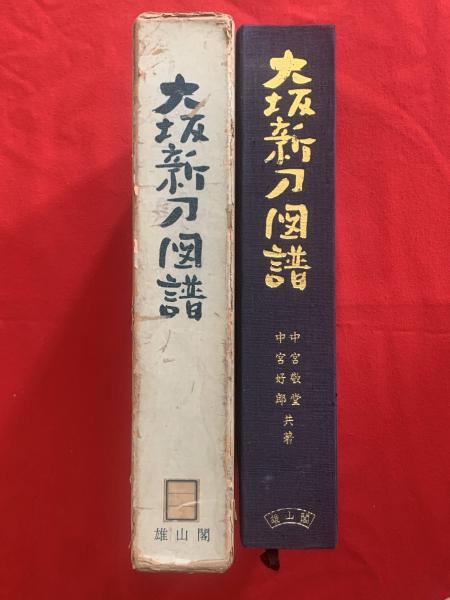 大坂新刀図譜
雄山閣
大坂新刀図譜
中宮敬堂
中宮好郎
共著
雄山閣